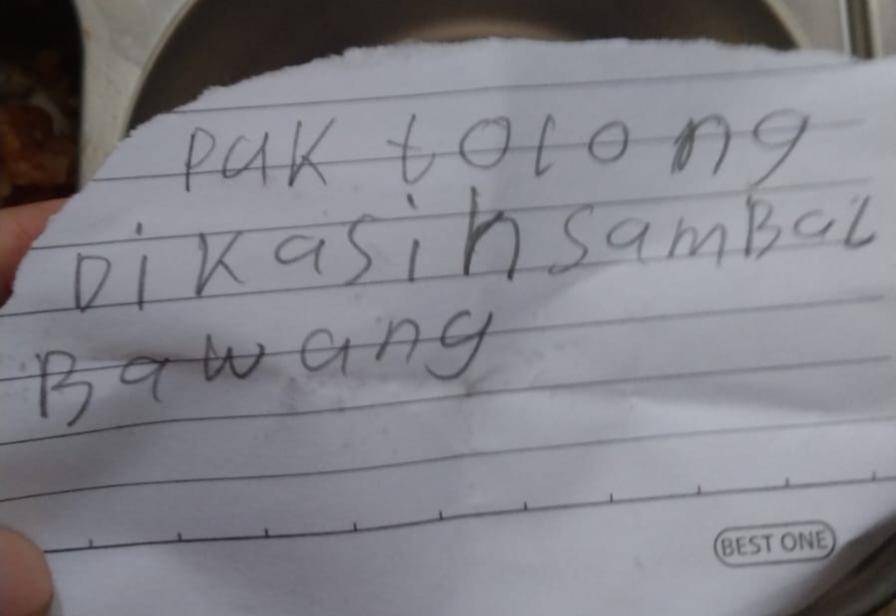 PaK tolong
DiKasih samBaL
Bawang
BEST ONE